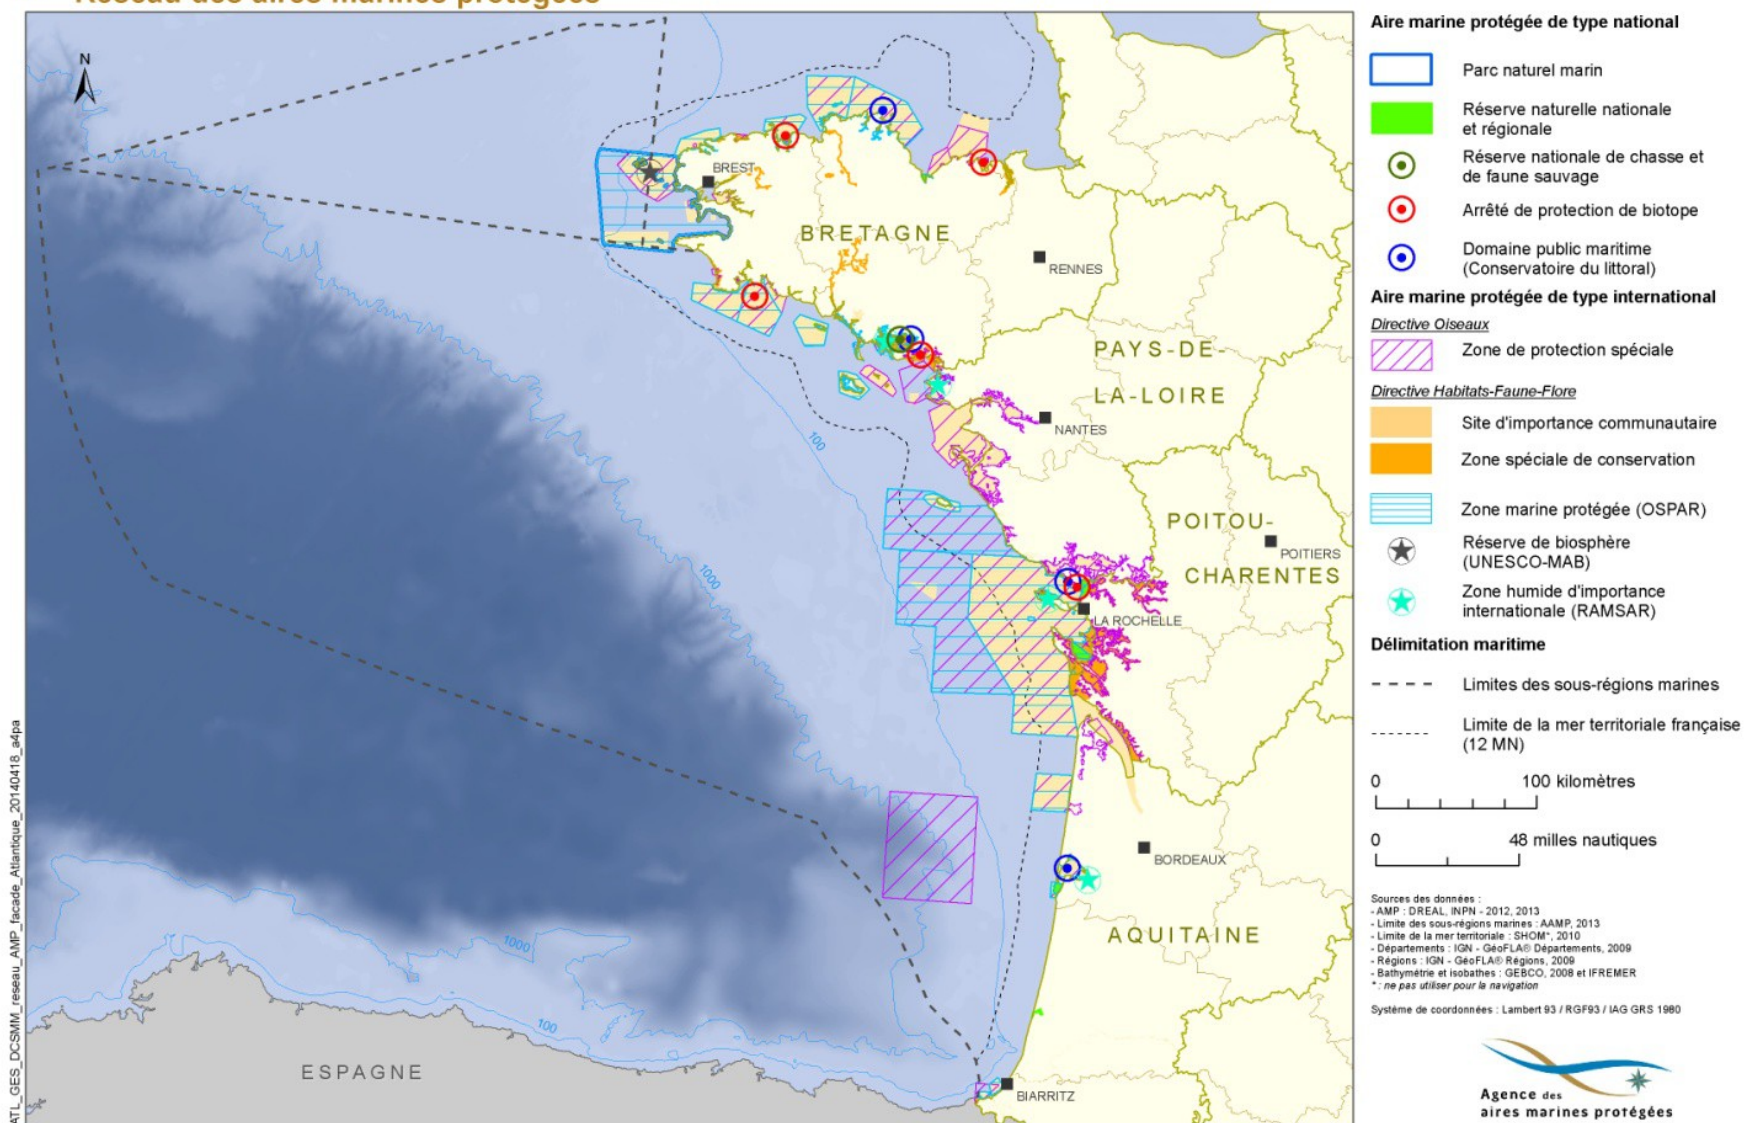 Réseau des aires marines protégées
N
BREST
BRETAGNE
RENNES
PAYS-DE-
LA-LOIRE
NANTES
100
1000
POITOU-
POITIERS
CHARENTES
LA ROCHELLE
BORDEAUX
AQUITAINE
1000
100
ESPAGNE
BIARRITZ
ATL_GES_DCSMM_reseau_AMP_facade_Atlantique_20140418_a4pa
Aire marine protégée de type national
Parc naturel marin
Réserve naturelle nationale
et régionale
Réserve nationale de chasse et
de faune sauvage
Arrêté de protection de biotope
Domaine public maritime
(Conservatoire du littoral)
Aire marine protégée de type international
Directive Oiseaux
Zone de protection spéciale
Directive Habitats-Faune-Flore
Site d'importance communautaire
Zone spéciale de conservation
Zone marine protégée (OSPAR)
Réserve de biosphère
(UNESCO-MAB)
Zone humide d'importance
internationale (RAMSAR)
Délimitation maritime
Limites des sous-régions marines
Limite de la mer territoriale française
(12 MN)
0 100 kilomètres
0 48 milles nautiques
Sources des données :
- AMP : DREAL, INPN - 2012, 2013
- Limite des sous-régions marines : AAMP, 2013
- Limite de la mer territoriale : SHOM*, 2010
- Départements : IGN - GéoFLA® Départements, 2009
- Régions : IGN - GéoFLA® Régions, 2009
- Bathymétrie et isobathes : GEBCO, 2008 et IFREMER
* : ne pas utiliser pour la navigation
Système de coordonnées : Lambert 93 / RGF93 / IAG GRS 1980
Agence des
aires marines protégées